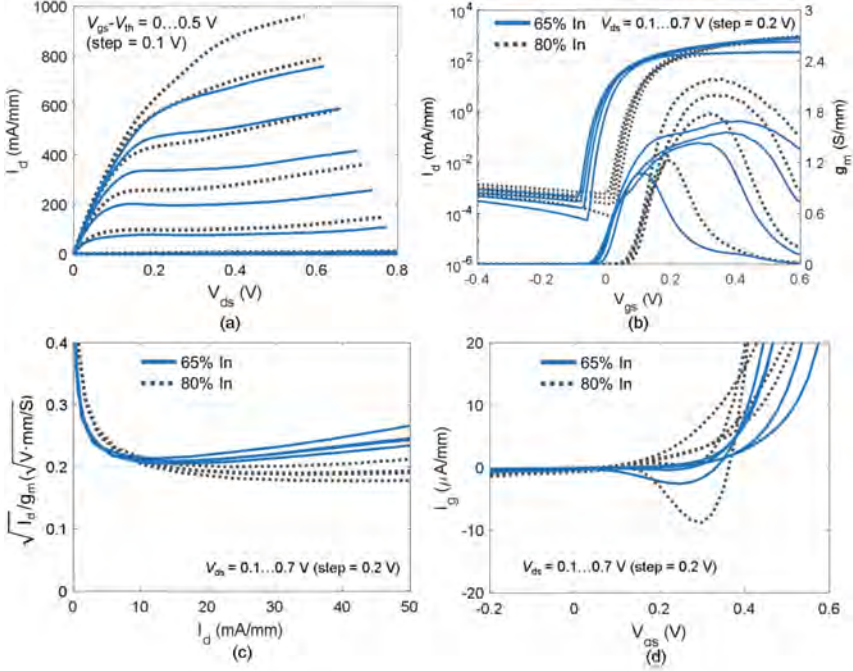 V_gs-V_th = 0...0.5 V
(step = 0.1 V)
1000
800
600
400
200
0
I_d (mA/mm)
0
0.2
0.4
0.6
0.8
V_ds (V)
(a)
65% In
80% In
V_ds = 0.1...0.7 V (step = 0.2 V)
10^4
10^2
10^0
10^-2
10^-4
10^-6
I_d (mA/mm)
3
2.4
1.8
1.2
0.6
0
g_m (S/mm)
-0.4
-0.2
0
0.2
0.4
0.6
V_gs (V)
(b)
65% In
80% In
0.4
0.3
0.2
0.1
0
√I_d/g_m (√V·mm/S)
V_ds = 0.1...0.7 V (step = 0.2 V)
0
10
20
30
40
50
I_d (mA/mm)
(c)
65% In
80% In
20
10
0
-10
-20
I_g (μA/mm)
V_ds = 0.1...0.7 V (step = 0.2 V)
-0.2
0
0.2
0.4
0.6
V_gs (V)
(d)